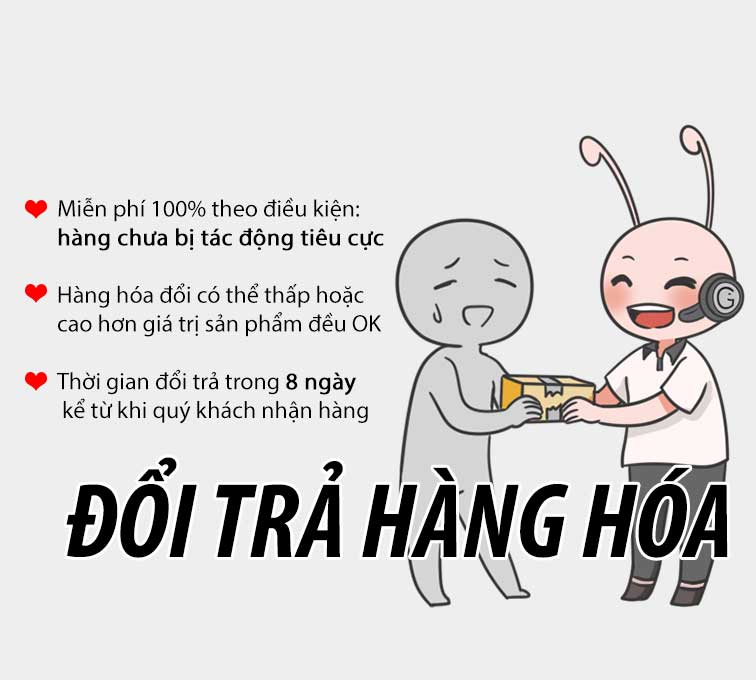 Miễn phí 100% theo điều kiện:
hàng chưa bị tác động tiêu cực
Hàng hóa đổi có thể thấp hoặc
cao hơn giá trị sản phẩm đều OK
Thời gian đổi trả trong 8 ngày
kể từ khi quý khách nhận hàng
G
ĐỔI TRẢ HÀNG HÓA